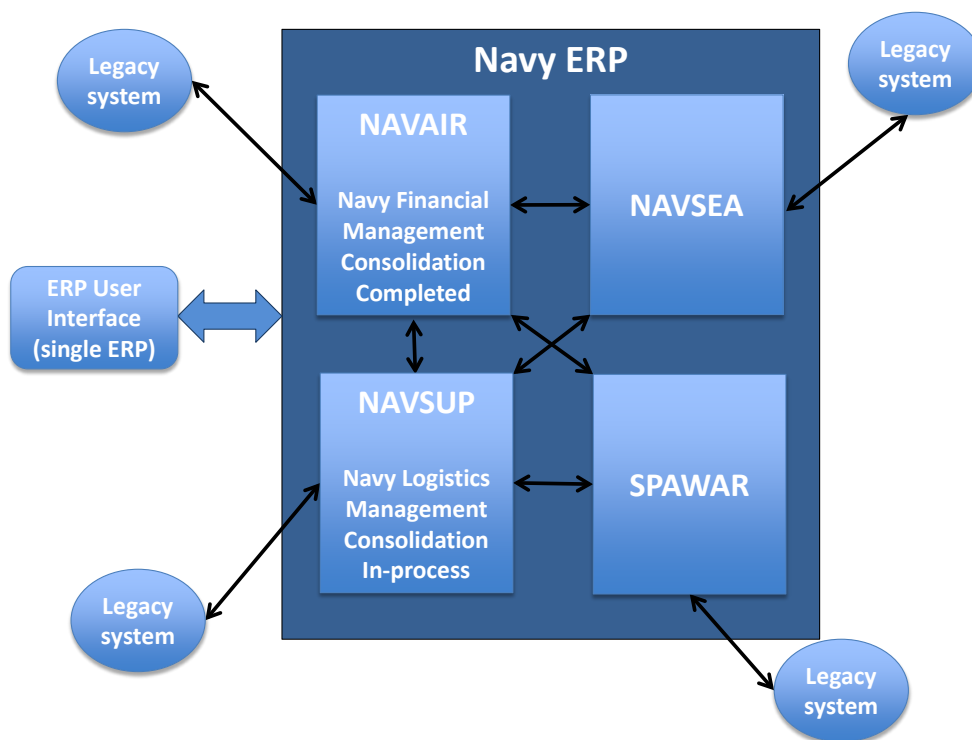 Navy ERP
Legacy
system
Legacy
system
NAVAIR
Navy Financial
Management
Consolidation
Completed
NAVSEA
ERP User
Interface
(single ERP)
NAVSUP
Navy Logistics
Management
Consolidation
In-process
SPAWAR
Legacy
system
Legacy
system